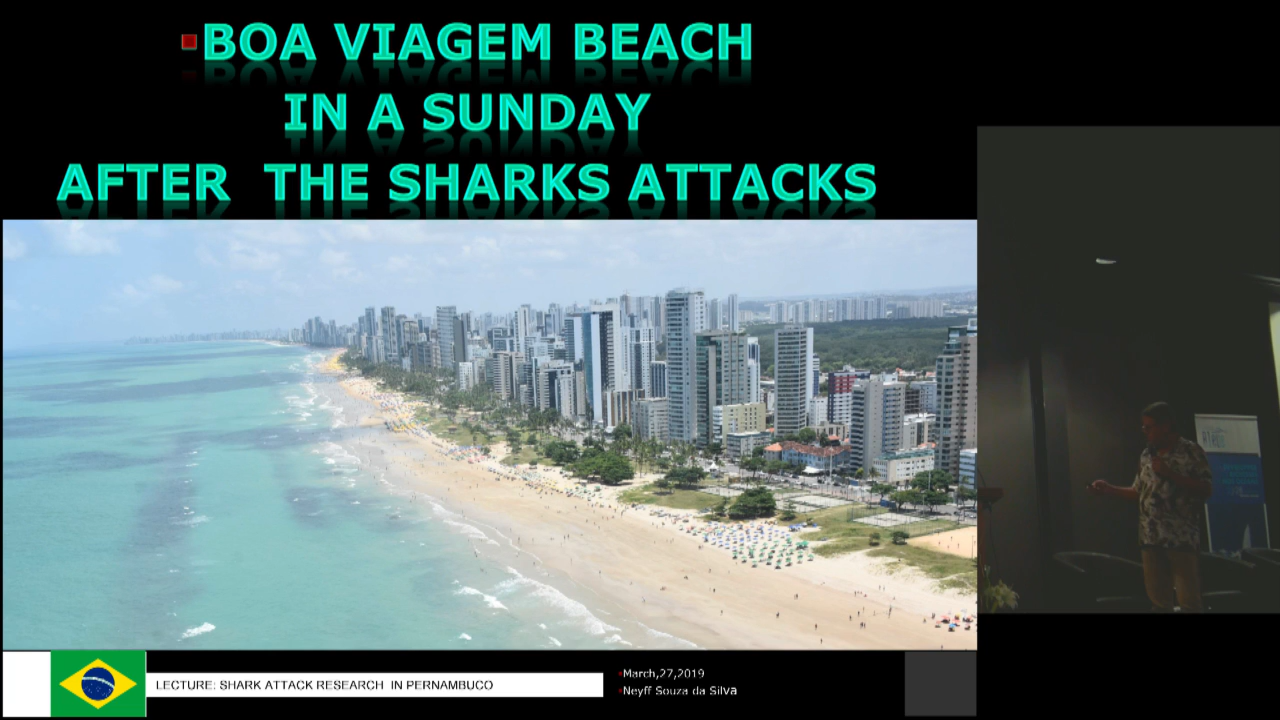 BOA VIAGEM BEACH
IN A SUNDAY
AFTER THE SHARKS ATTACKS
LECTURE: SHARK ATTACK RESEARCH IN PERNAMBUCO
March,27,2019
Neyff Souza da Silva